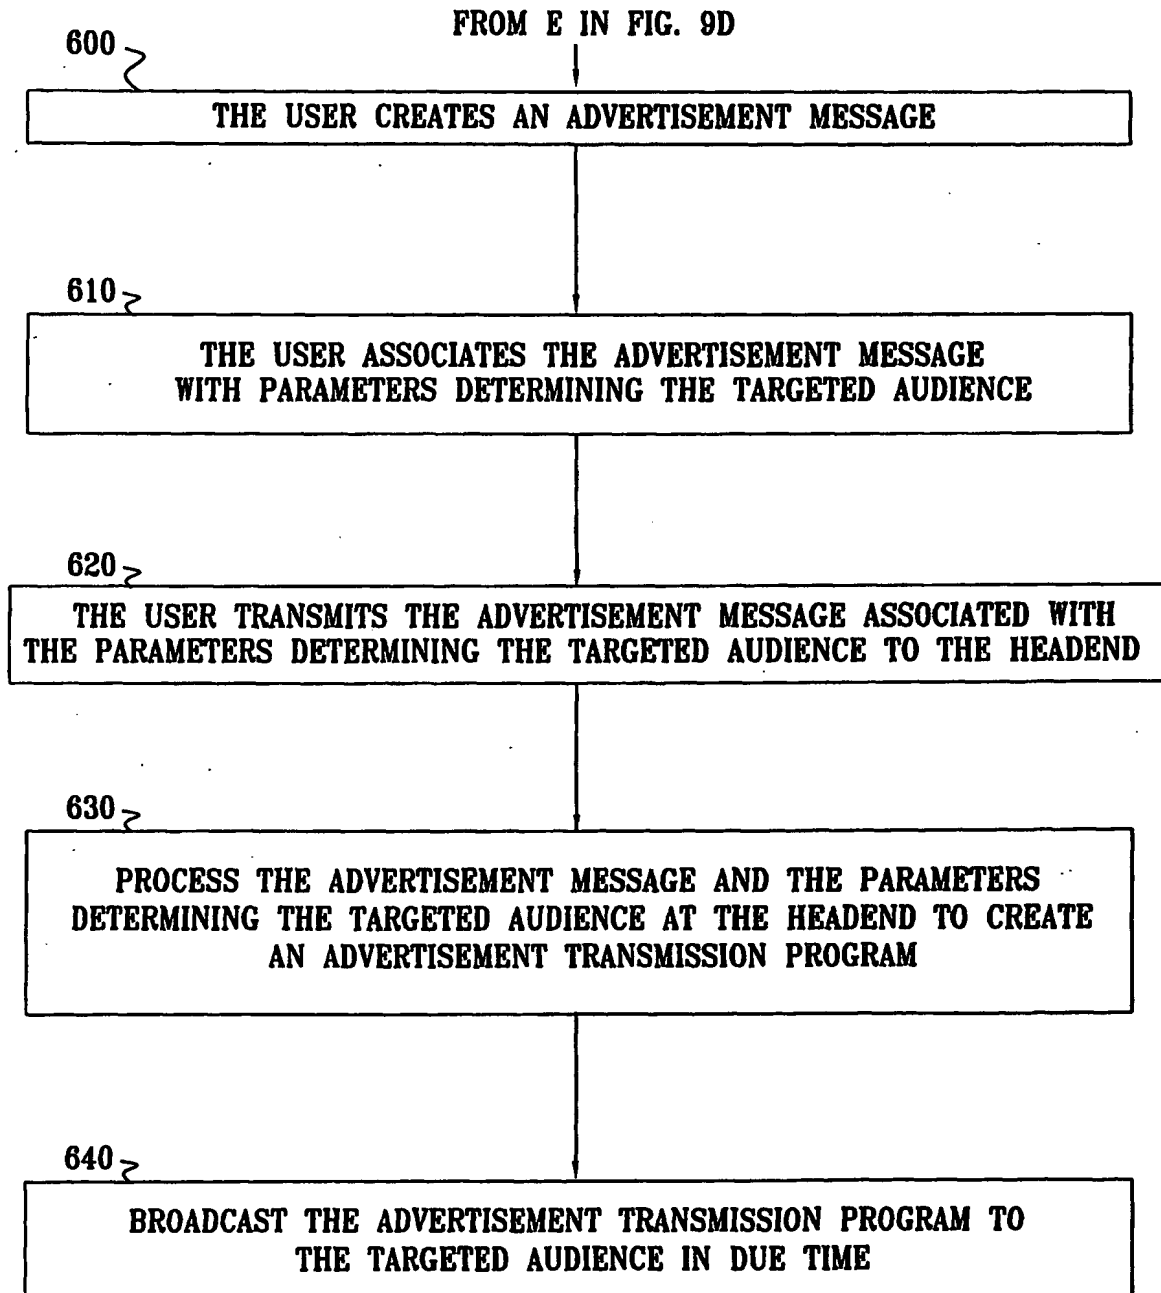 FROM E IN FIG. 9D
600
THE USER CREATES AN ADVERTISEMENT MESSAGE
610
THE USER ASSOCIATES THE ADVERTISEMENT MESSAGE
WITH PARAMETERS DETERMINING THE TARGETED AUDIENCE
620
THE USER TRANSMITS THE ADVERTISEMENT MESSAGE ASSOCIATED WITH
THE PARAMETERS DETERMINING THE TARGETED AUDIENCE TO THE HEADEND
630
PROCESS THE ADVERTISEMENT MESSAGE AND THE PARAMETERS
DETERMINING THE TARGETED AUDIENCE AT THE HEADEND TO CREATE
AN ADVERTISEMENT TRANSMISSION PROGRAM
640
BROADCAST THE ADVERTISEMENT TRANSMISSION PROGRAM TO
THE TARGETED AUDIENCE IN DUE TIME